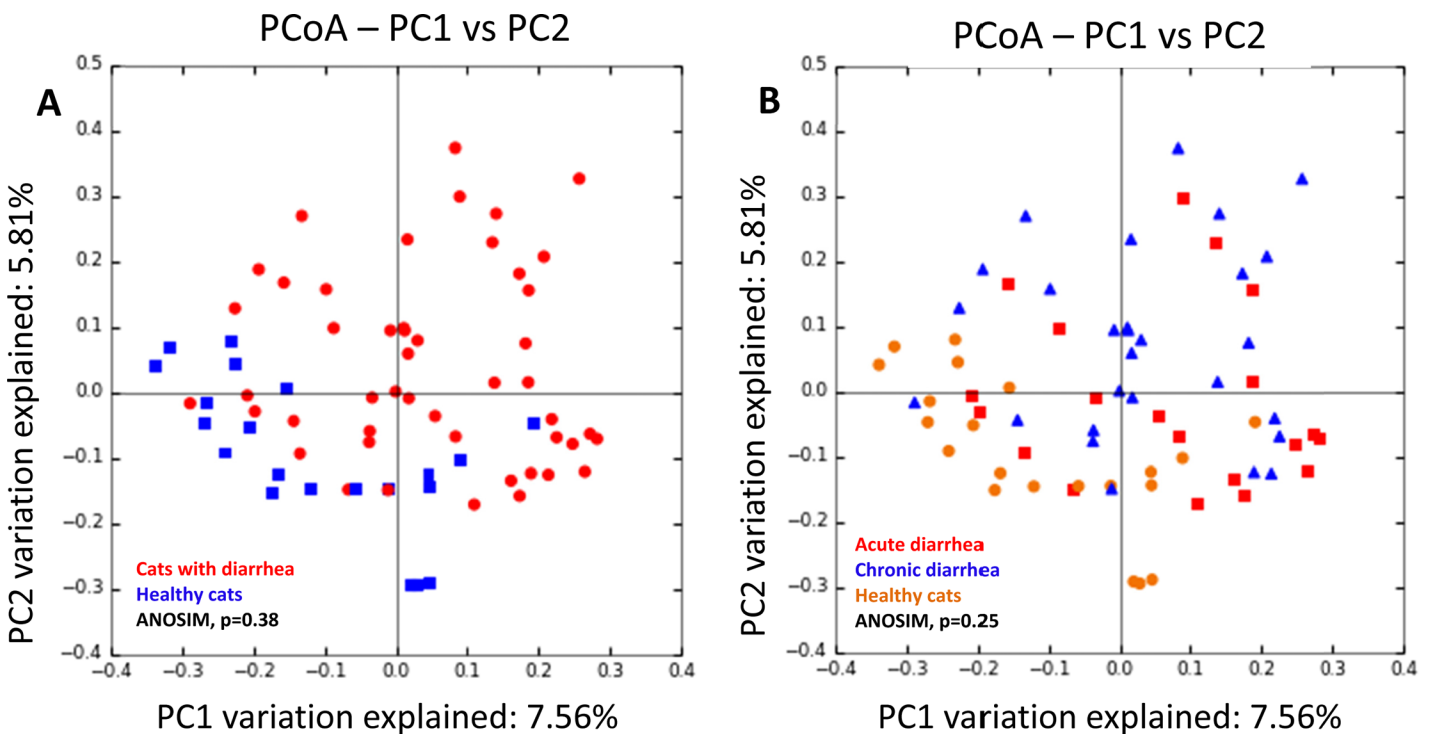 PCoA – PC1 vs PC2
A
0.5
0.4
0.3
0.2
0.1
0.0
−0.1
−0.2
−0.3
−0.4
−0.4 −0.3 −0.2 −0.1 0.0 0.1 0.2 0.3 0.4
PC2 variation explained: 5.81%
PC1 variation explained: 7.56%
Cats with diarrhea
Healthy cats
ANOSIM, p=0.38
PCoA – PC1 vs PC2
B
0.5
0.4
0.3
0.2
0.1
0.0
−0.1
−0.2
−0.3
−0.4
−0.4 −0.3 −0.2 −0.1 0.0 0.1 0.2 0.3 0.4
PC2 variation explained: 5.81%
PC1 variation explained: 7.56%
Acute diarrhea
Chronic diarrhea
Healthy cats
ANOSIM, p=0.25